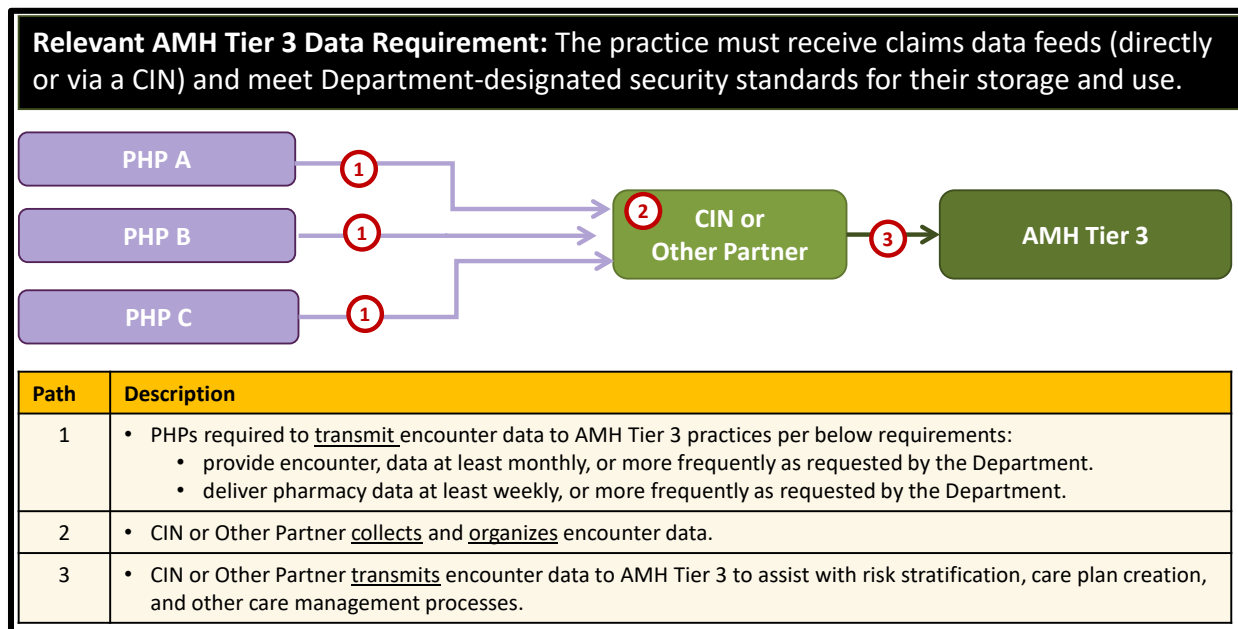 Relevant AMH Tier 3 Data Requirement: The practice must receive claims data feeds (directly
or via a CIN) and meet Department-designated security standards for their storage and use.
PHP A
1
PHP B
1
PHP C
1
2
CIN or
Other Partner
3
AMH Tier 3
Path Description
1 • PHPs required to transmit encounter data to AMH Tier 3 practices per below requirements:
• provide encounter, data at least monthly, or more frequently as requested by the Department.
• deliver pharmacy data at least weekly, or more frequently as requested by the Department.
2 • CIN or Other Partner collects and organizes encounter data.
3 • CIN or Other Partner transmits encounter data to AMH Tier 3 to assist with risk stratification, care plan creation,
and other care management processes.